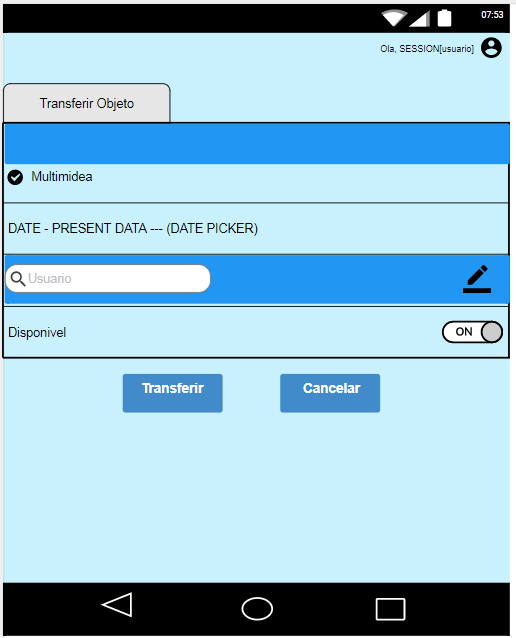 07:53
Ola, SESSION[usuario]
Transferir Objeto
Multimidea
DATE - PRESENT DATA --- (DATE PICKER)
Usuario
Disponivel
ON
Transferir
Cancelar